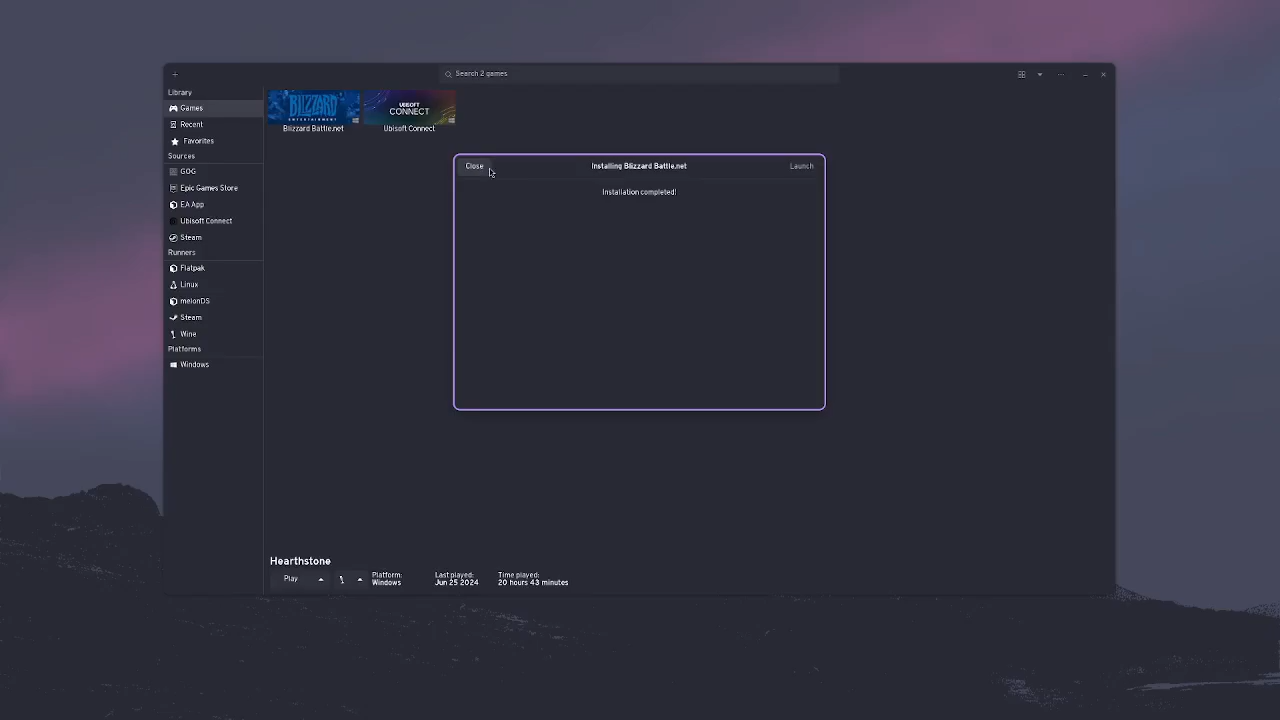 Search 2 games
Library
Games
Recent
Favorites
Sources
GOG
Epic Games Store
EA App
Ubisoft Connect
Steam
Runners
Flatpak
Linux
melonDS
Steam
Wine
Platforms
Windows
BLIZZARD
ENTERTAINMENT
Blizzard Battle.net
UBISOFT
CONNECT
Ubisoft Connect
Close
Installing Blizzard Battle.net
Launch
Installation completed!
Hearthstone
Play
Platform:
Windows
Last played:
Jun 25 2024
Time played:
20 hours 43 minutes